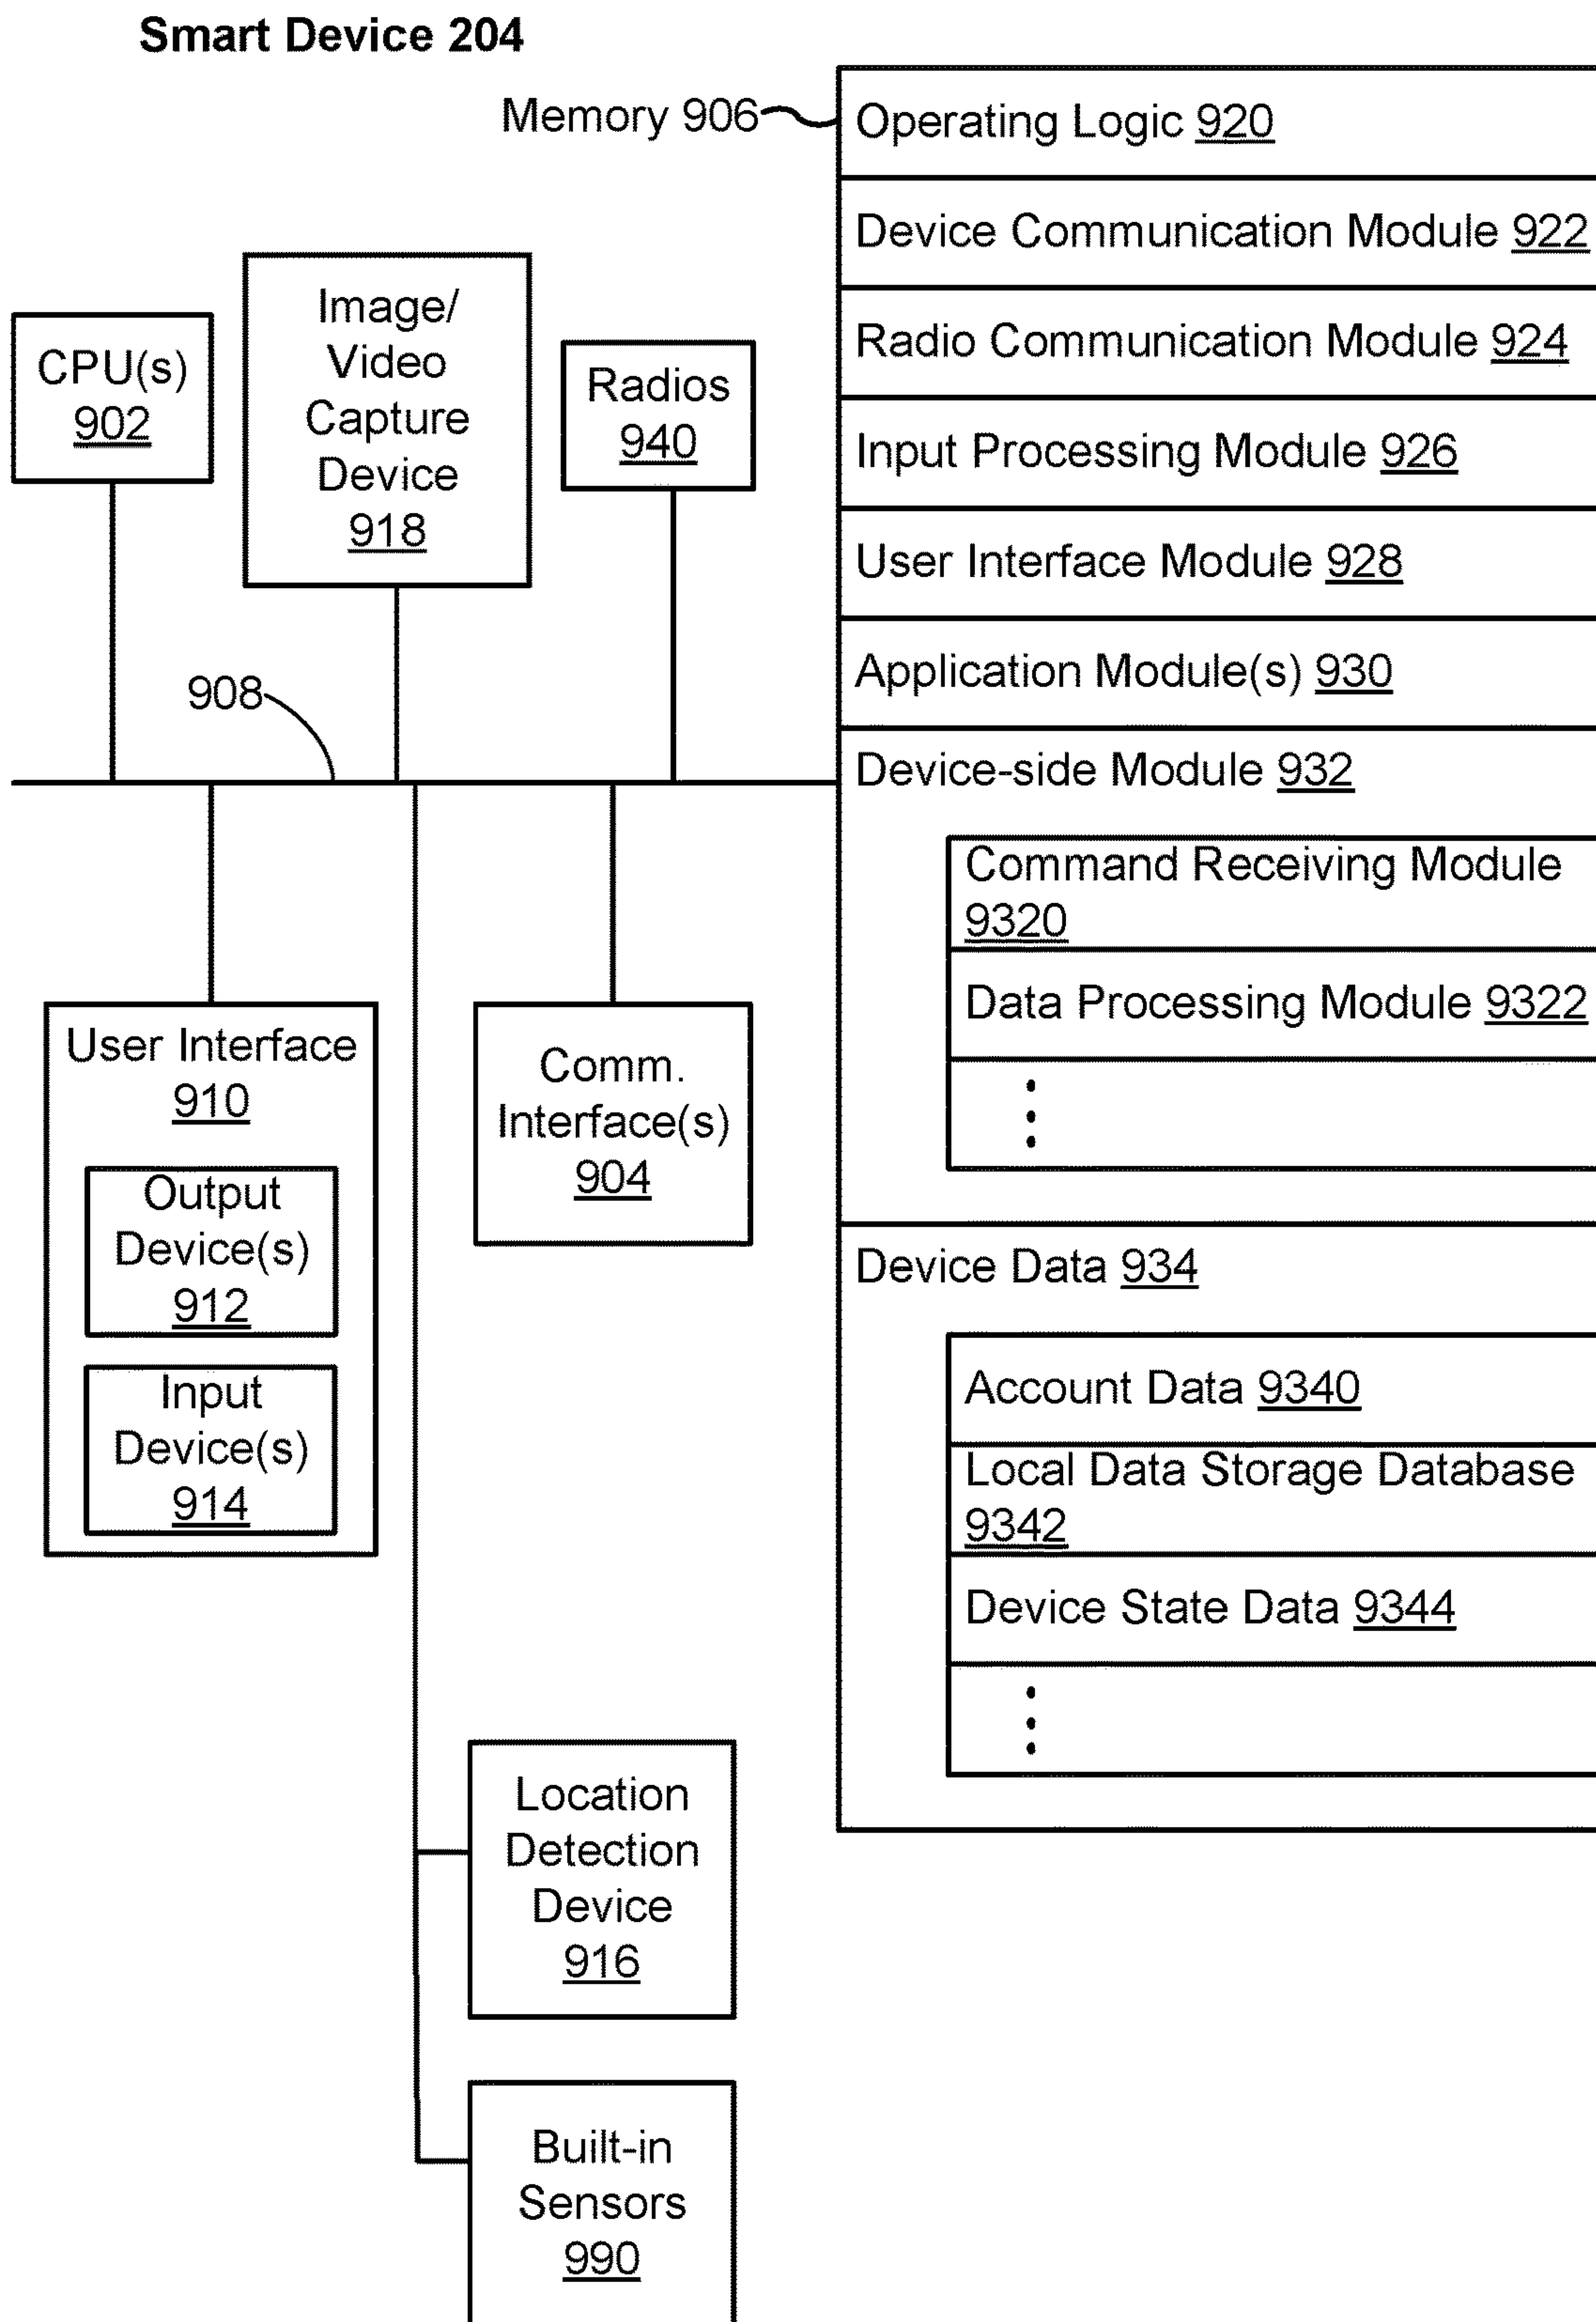 Smart Device 204
Memory 906
Operating Logic 920
Device Communication Module 922
Radio Communication Module 924
Input Processing Module 926
User Interface Module 928
Application Module(s) 930
Device-side Module 932
Command Receiving Module
9320
Data Processing Module 9322
Device Data 934
Account Data 9340
Local Data Storage Database
9342
Device State Data 9344
CPU(s)
902
Image/
Video
Capture
Device
918
Radios
940
908
User Interface
910
Output
Device(s)
912
Input
Device(s)
914
Comm.
Interface(s)
904
Location
Detection
Device
916
Built-in
Sensors
990